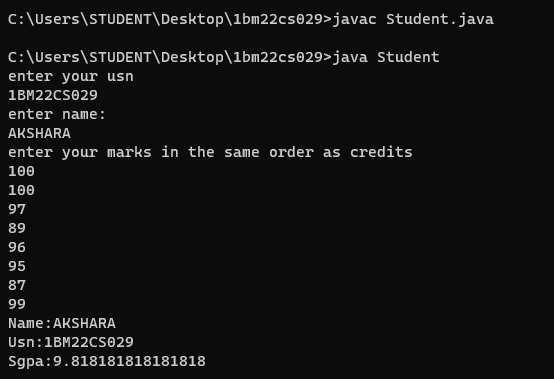 C:\Users\STUDENT\Desktop\1bm22cs029>javac Student.java
C:\Users\STUDENT\Desktop\1bm22cs029>java Student
enter your usn
1BM22CS029
enter name:
AKSHARA
enter your marks in the same order as credits
100
100
97
89
96
95
87
99
Name:AKSHARA
Usn:1BM22CS029
Sgpa:9.818181818181818